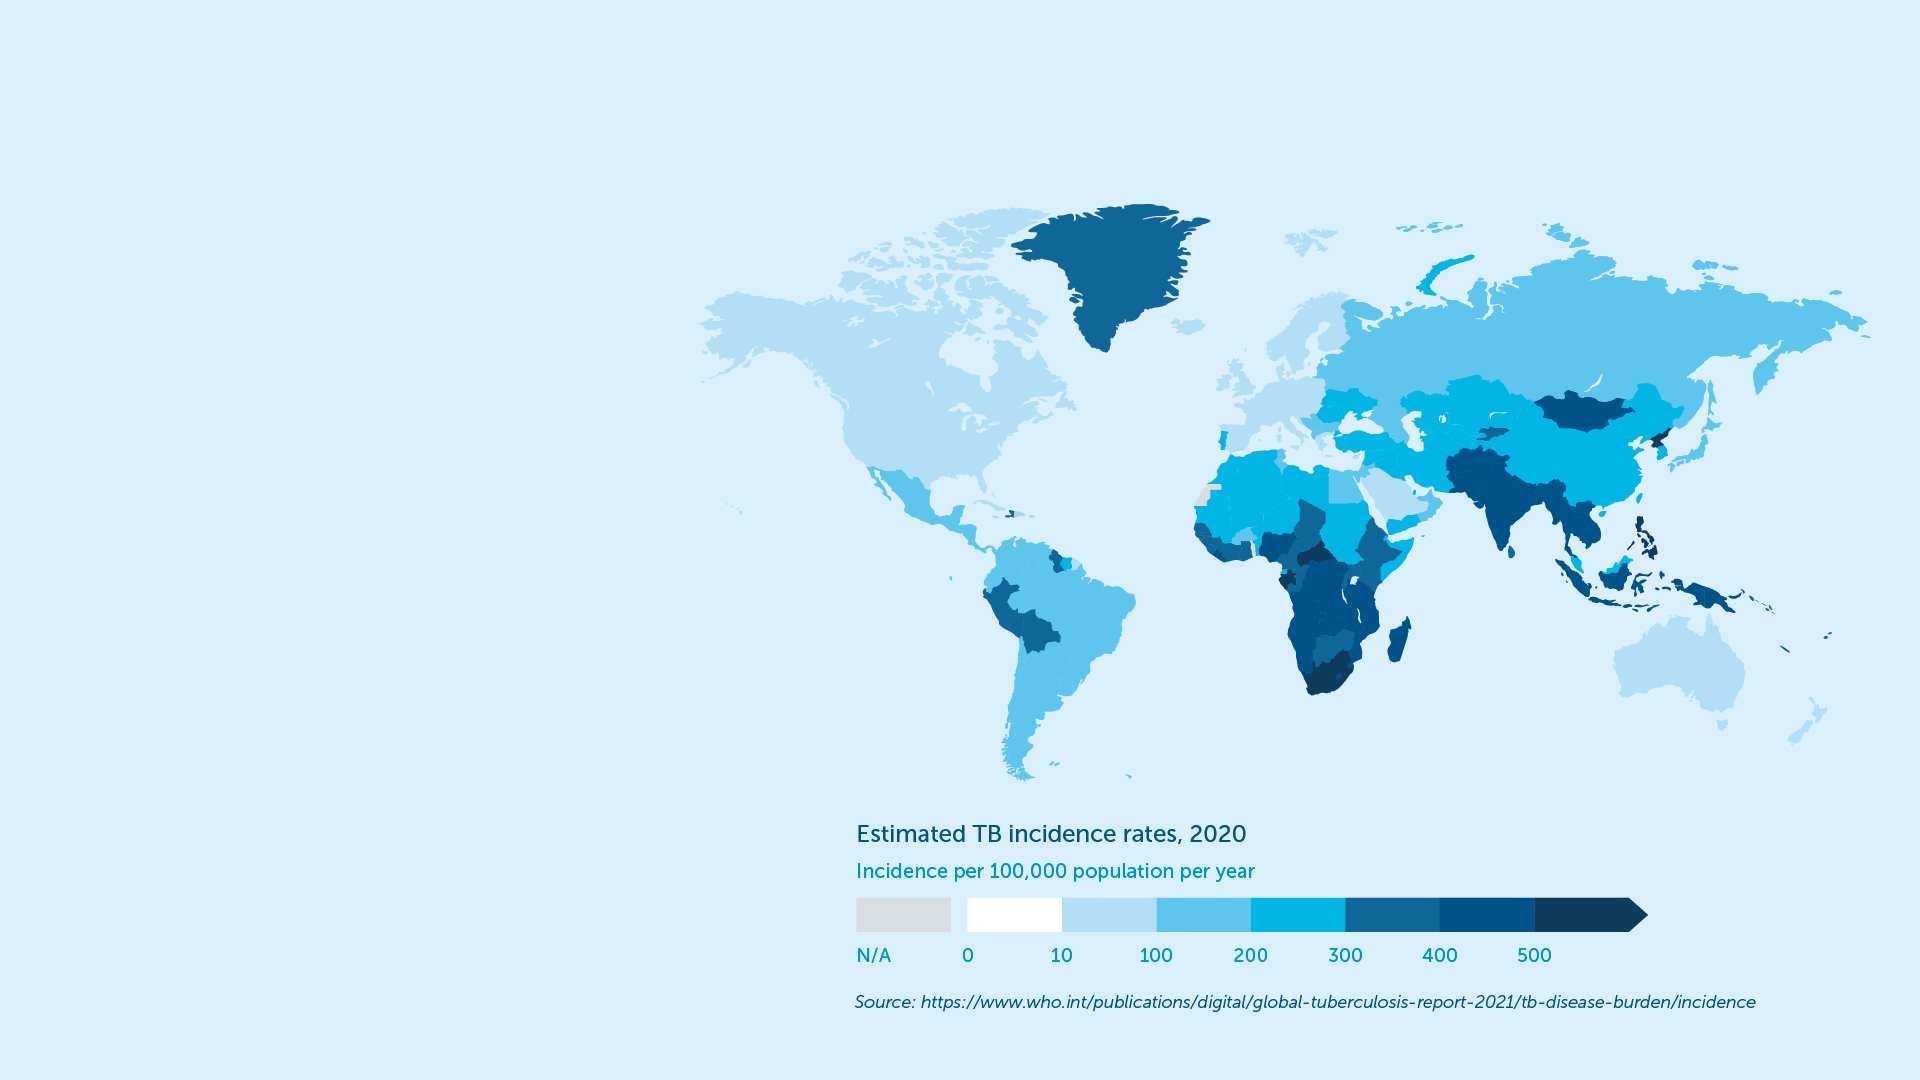 Estimated TB incidence rates, 2020
Incidence per 100,000 population per year
N/A 0 10 100 200 300 400 500
Source: https://www.who.int/publications/digital/global-tuberculosis-report-2021/tb-disease-burden/incidence